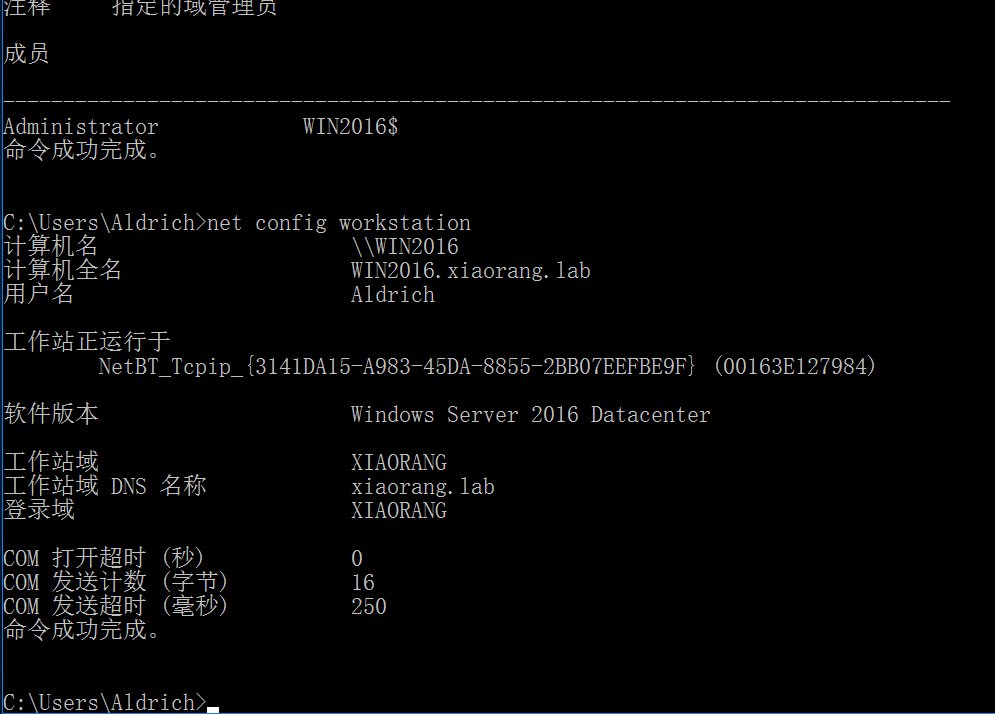 注释 指定的域管理员
成员
-------------------------------------------------------------------------------
Administrator WIN2016$
命令成功完成。
C:\Users\Aldrich>net config workstation
计算机名 \\WIN2016
计算机全名 WIN2016.xiaorang.lab
用户名 Aldrich
工作站正运行于
NetBT_Tcpip_{3141DA15-A983-45DA-8855-2BB07EEFBE9F} (00163E127984)
软件版本 Windows Server 2016 Datacenter
工作站域 XIAORANG
工作站域 DNS 名称 xiaorang.lab
登录域 XIAORANG
COM 打开超时 (秒) 0
COM 发送计数 (字节) 16
COM 发送超时 (毫秒) 250
命令成功完成。
C:\Users\Aldrich>